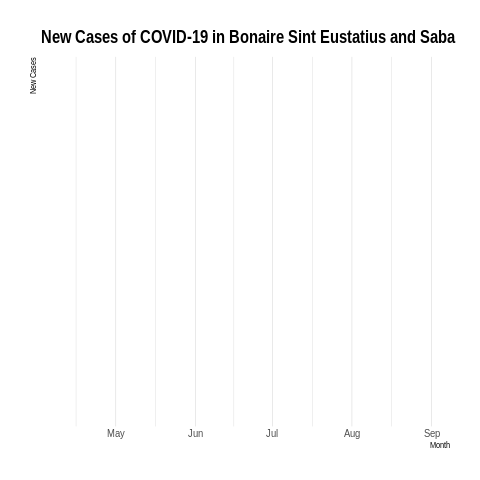 New Cases of COVID-19 in Bonaire Sint Eustatius and Saba
New Cases
May Jun Jul Aug Sep
Month